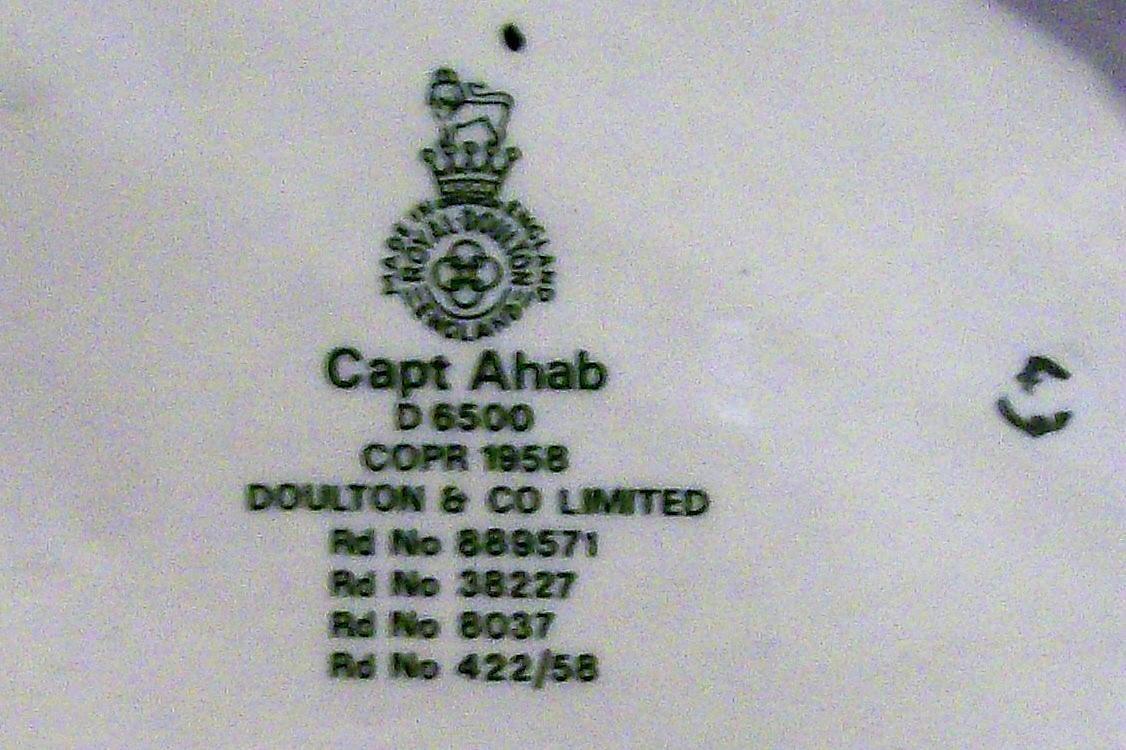 MADE IN ENGLAND
ROYAL DOULTON
ENGLAND
Capt Ahab
D 6500
COPR 1958
DOULTON & CO LIMITED
Rd No 889571
Rd No 38227
Rd No 8037
Rd No 422/58